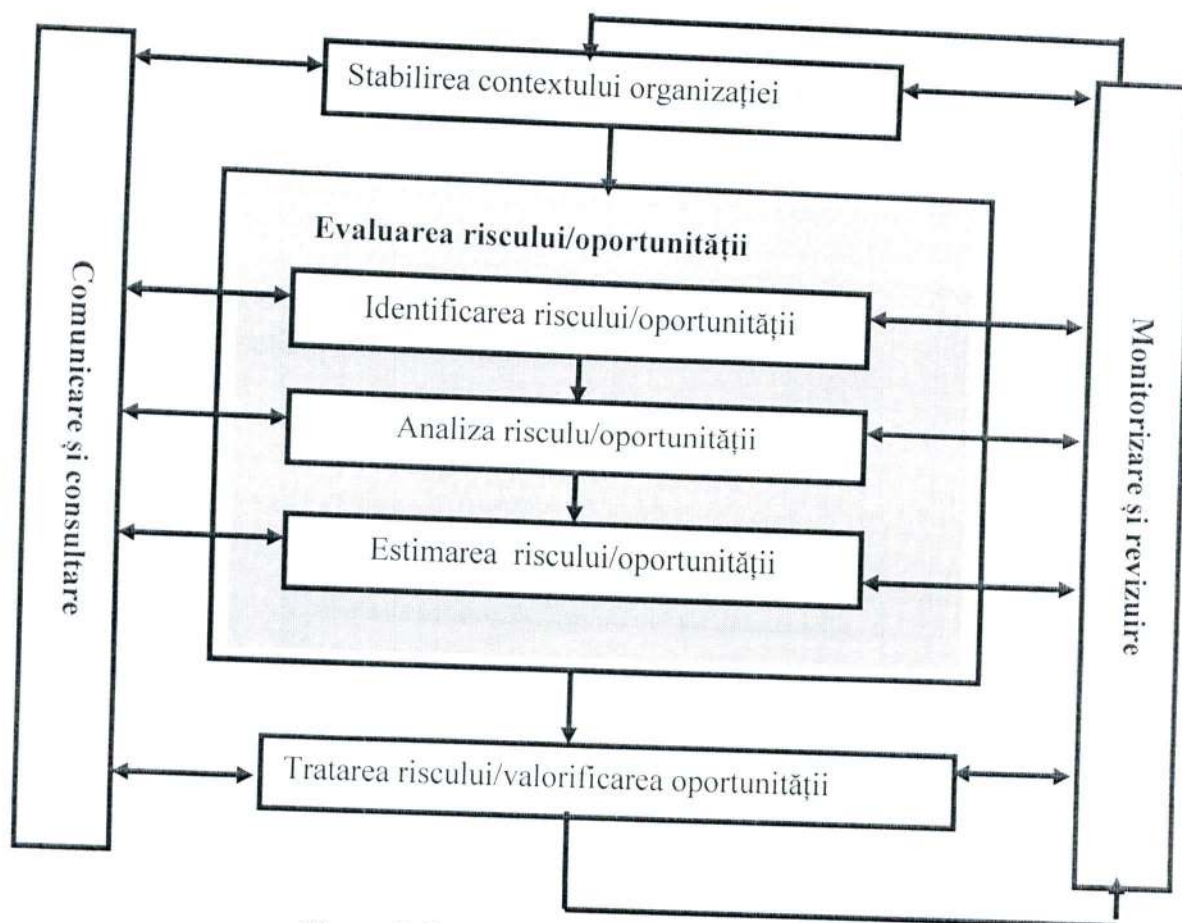 Stabilirea contextului organizației
Evaluarea riscului/oportunității
Identificarea riscului/oportunității
Analiza risculu/oportunității
Estimarea riscului/oportunității
Tratarea riscului/valorificarea oportunității
Comunicare și consultare
Monitorizare și revizuire